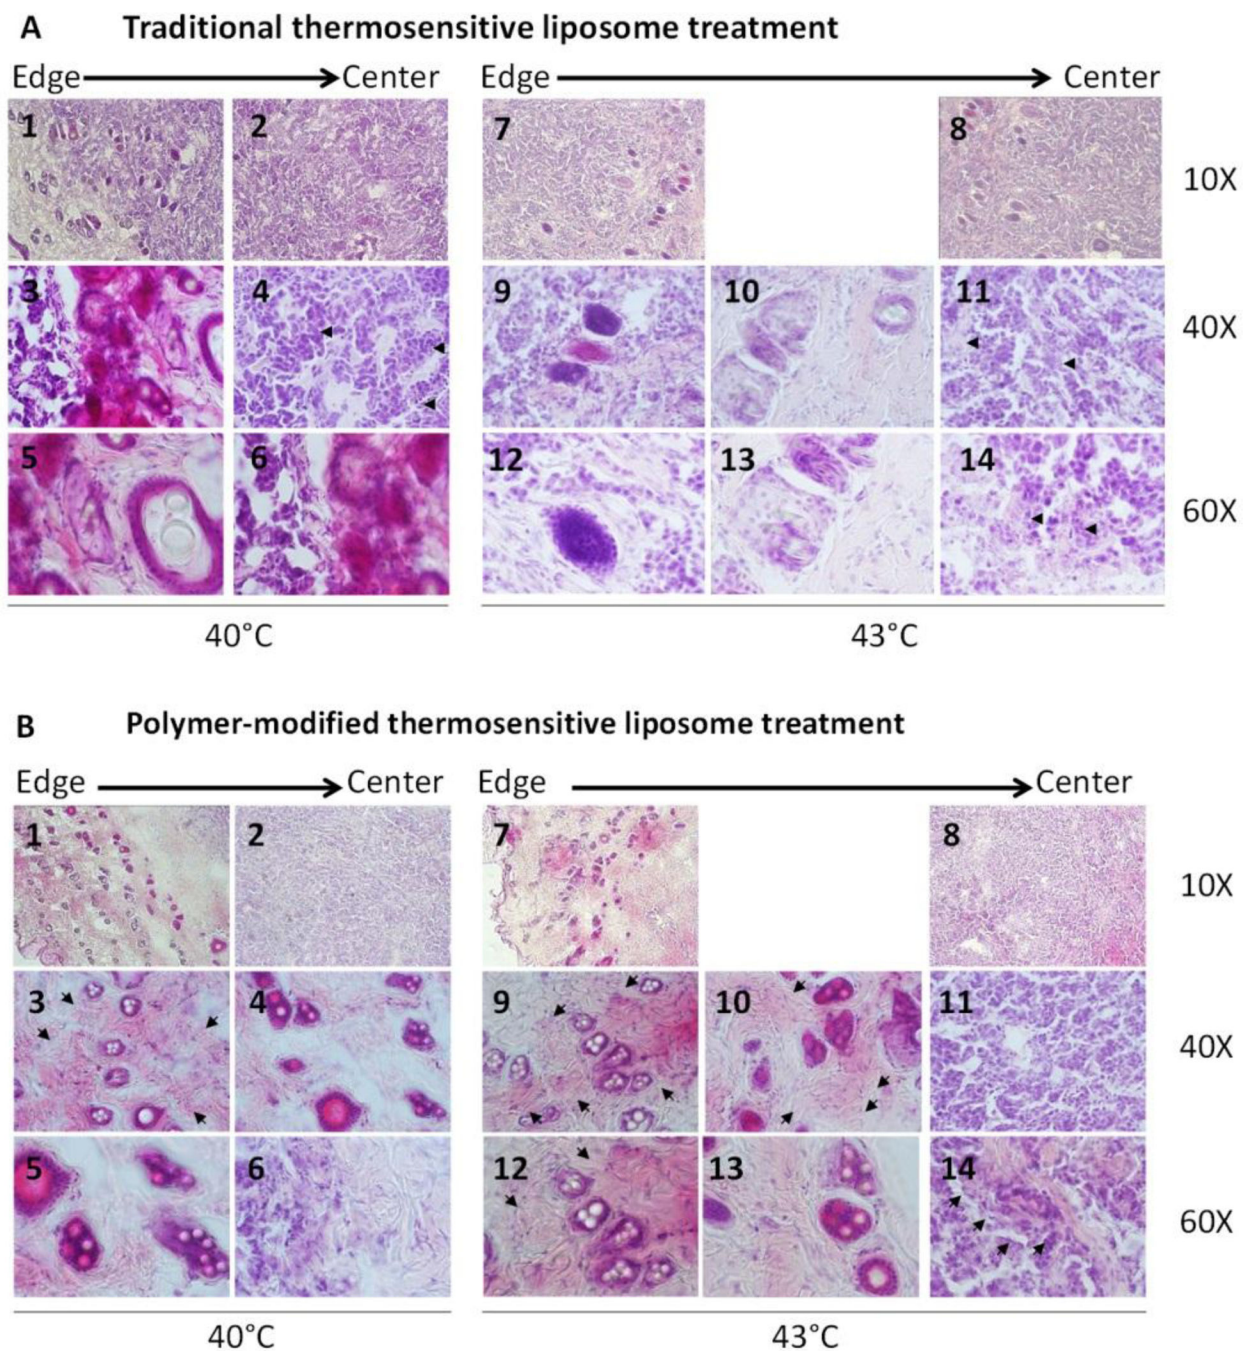 A Traditional thermosensitive liposome treatment
Edge Center Edge Center
1 2 7 8 10X
3 4 9 10 11 40X
5 6 12 13 14 60X
40°C 43°C
B Polymer-modified thermosensitive liposome treatment
Edge Center Edge Center
1 2 7 8 10X
3 4 9 10 11 40X
5 6 12 13 14 60X
40°C 43°C